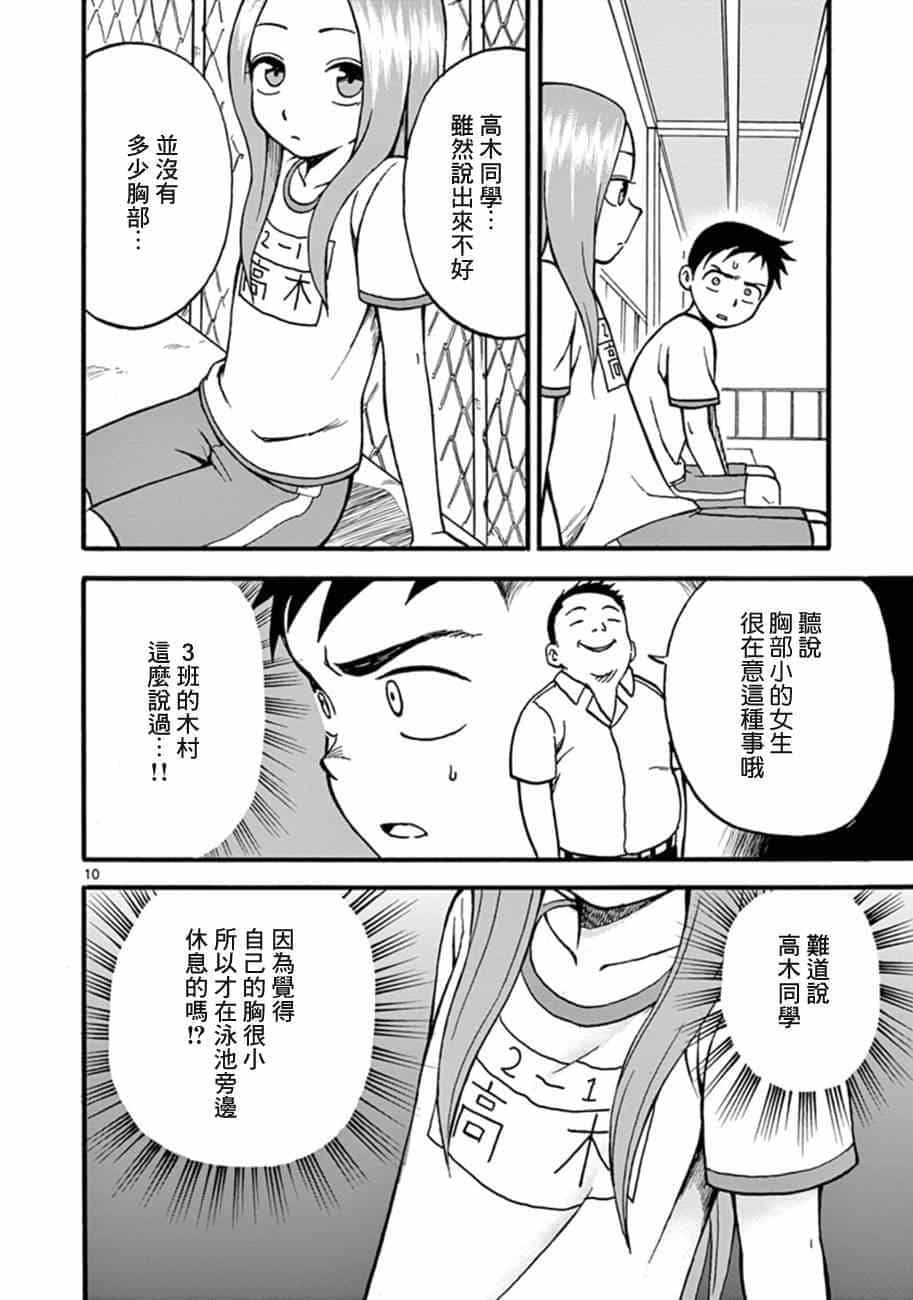 高木同學…
雖然說出來不好
並沒有
多少胸部…
2-1
高木
高
聽說
胸部小的女生
很在意這種事哦
3班的木村
這麼說過…!!
10
難道說
高木同學
因為覺得
自己的胸很小
所以才在泳池旁邊
休息的嗎!?
2~1
高木